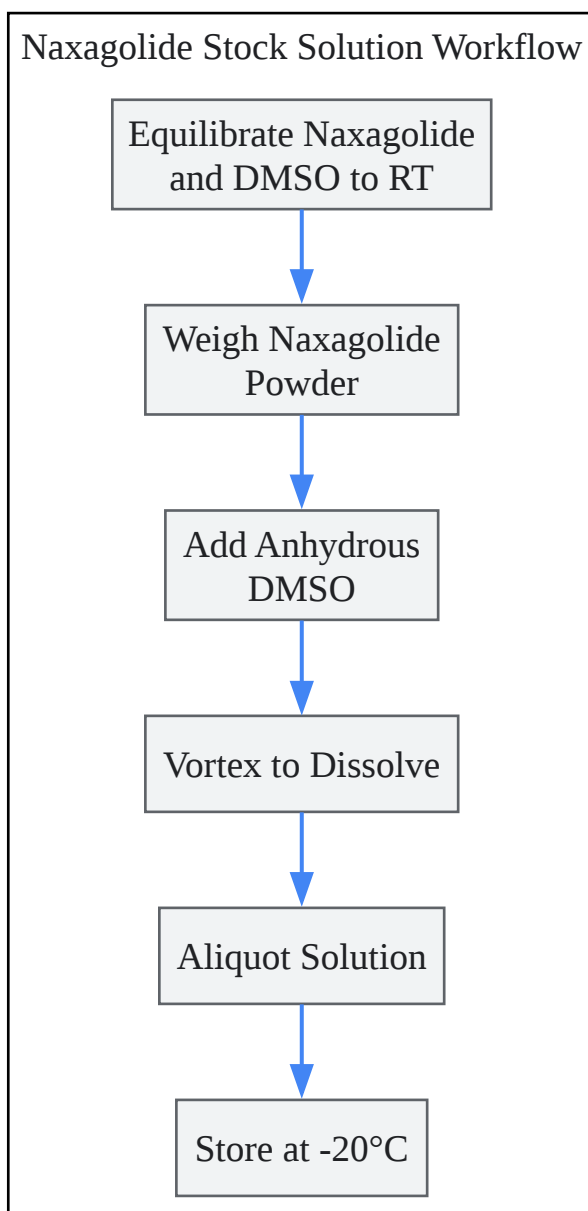 Naxagolide Stock Solution Workflow
Equilibrate Naxagolide
and DMSO to RT
Weigh Naxagolide
Powder
Add Anhydrous
DMSO
Vortex to Dissolve
Aliquot Solution
Store at -20°C